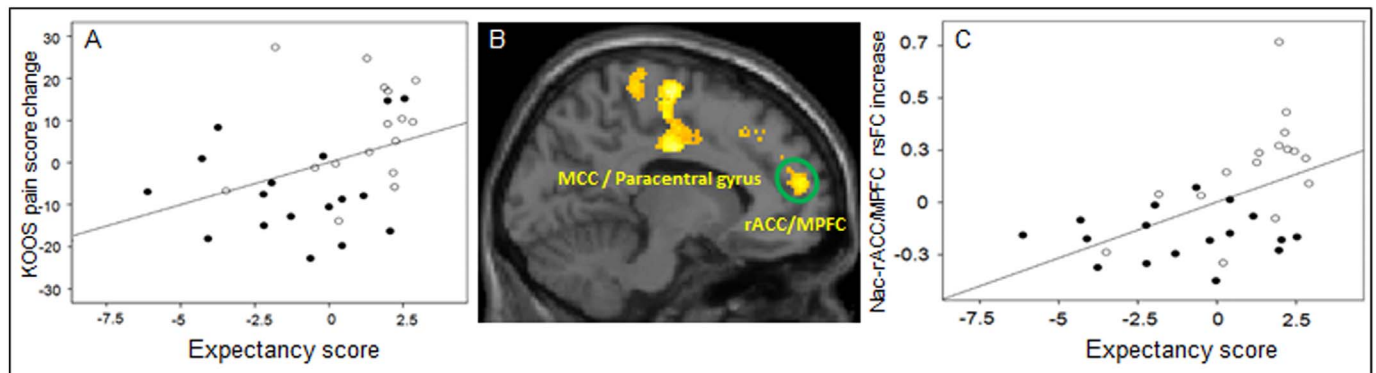 A
KOOS pain score change
30
20
10
0
-10
-20
-30
-7.5
-5
-2.5
0
2.5
Expectancy score
B
MCC / Paracentral gyrus
rACC/MPFC
C
Nac-rACC/MPFC rsFC increase
0.7
0.5
0.3
0
-0.3
-7.5
-5
-2.5
0
2.5
Expectancy score